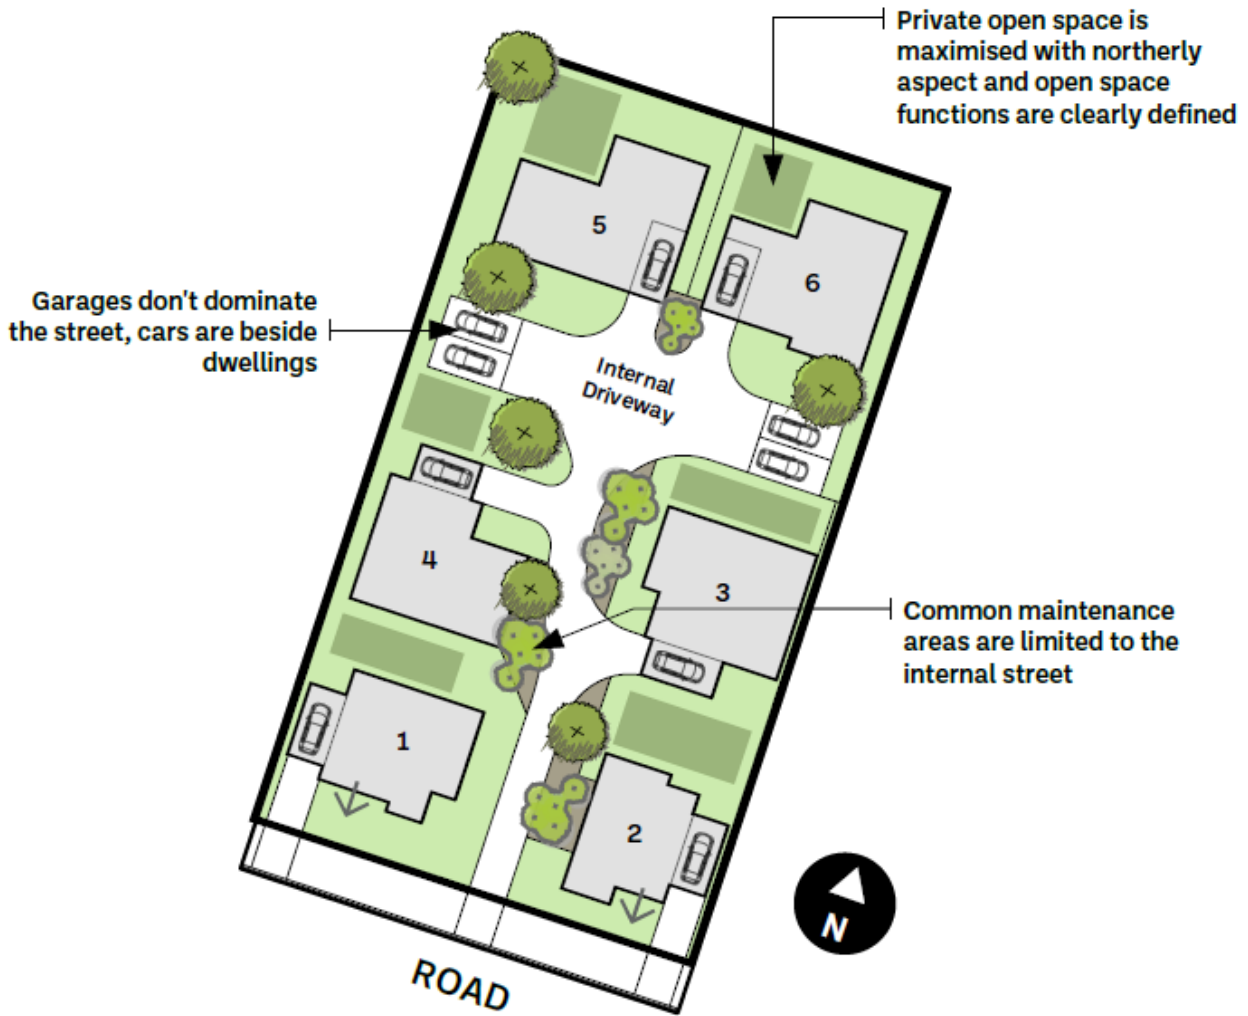 Private open space is
maximised with northerly
aspect and open space
functions are clearly defined
5
6
Garages don't dominate
the street, cars are beside
dwellings
Internal
Driveway
4
3
Common maintenance
areas are limited to the
internal street
1
2
N
ROAD